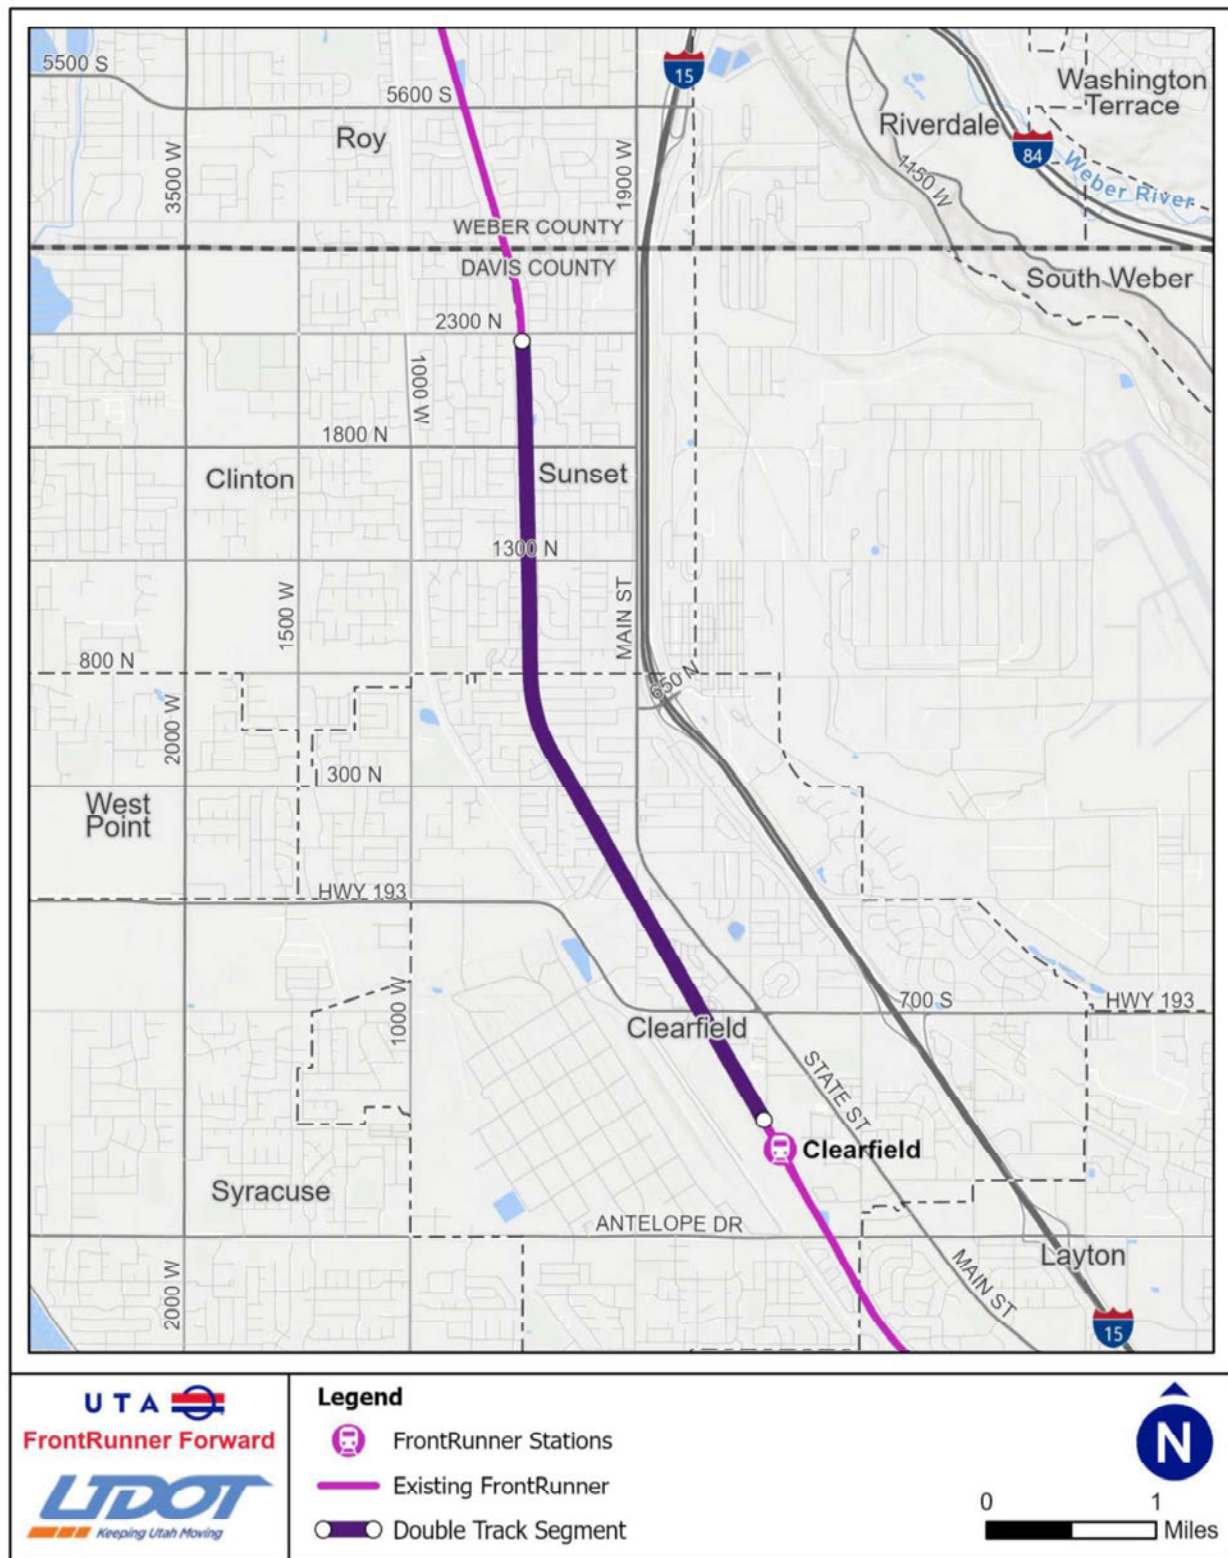 5500 S
15
Washington
Terrace
5600 S
Riverdale
Roy
84
3500 W
1900 W
1150 W
Weber River
WEBER COUNTY
DAVIS COUNTY
South Weber
2300 N
1000 W
1800 N
Clinton
Sunset
1300 N
1500 W
MAIN ST
800 N
650 N
2000 W
300 N
West
Point
HWY 193
1000 W
700 S
HWY 193
Clearfield
STATE ST
Clearfield
Syracuse
ANTELOPE DR
Layton
2000 W
MAIN ST
15
UTA
FrontRunner Forward
UDOT
Keeping Utah Moving
Legend
FrontRunner Stations
Existing FrontRunner
Double Track Segment
N
0 1
Miles